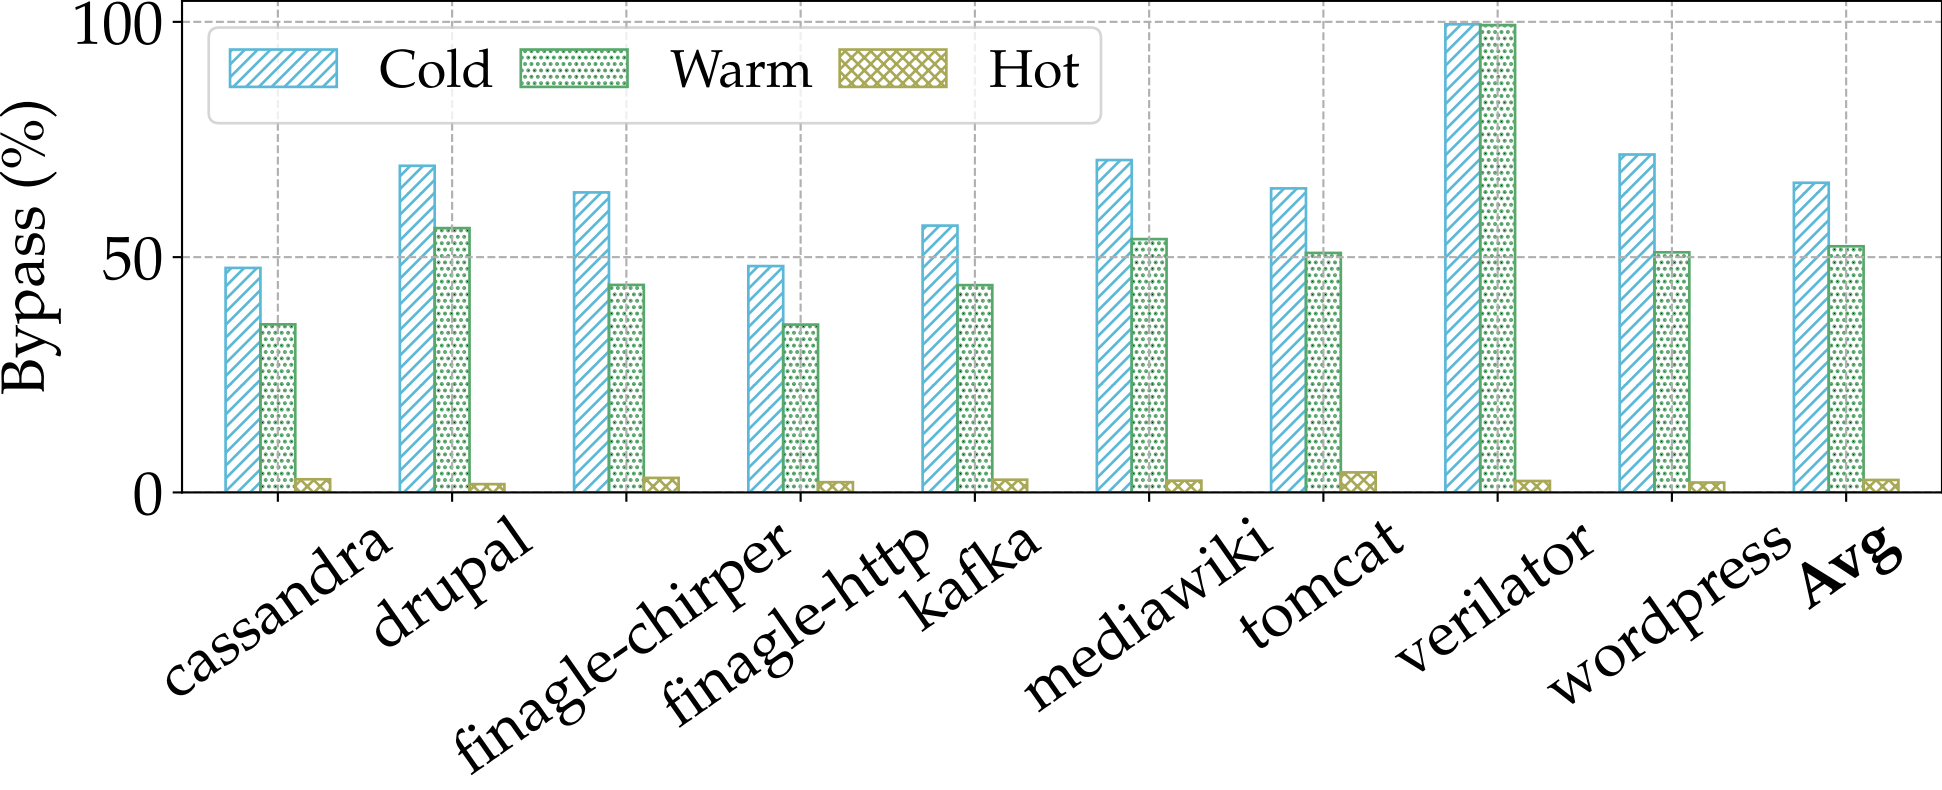 Bypass (%)
100
50
0
Cold Warm Hot
cassandra
drupal
finagle-chirper
finagle-http
kafka
mediawiki
tomcat
verilator
wordpress
Avg